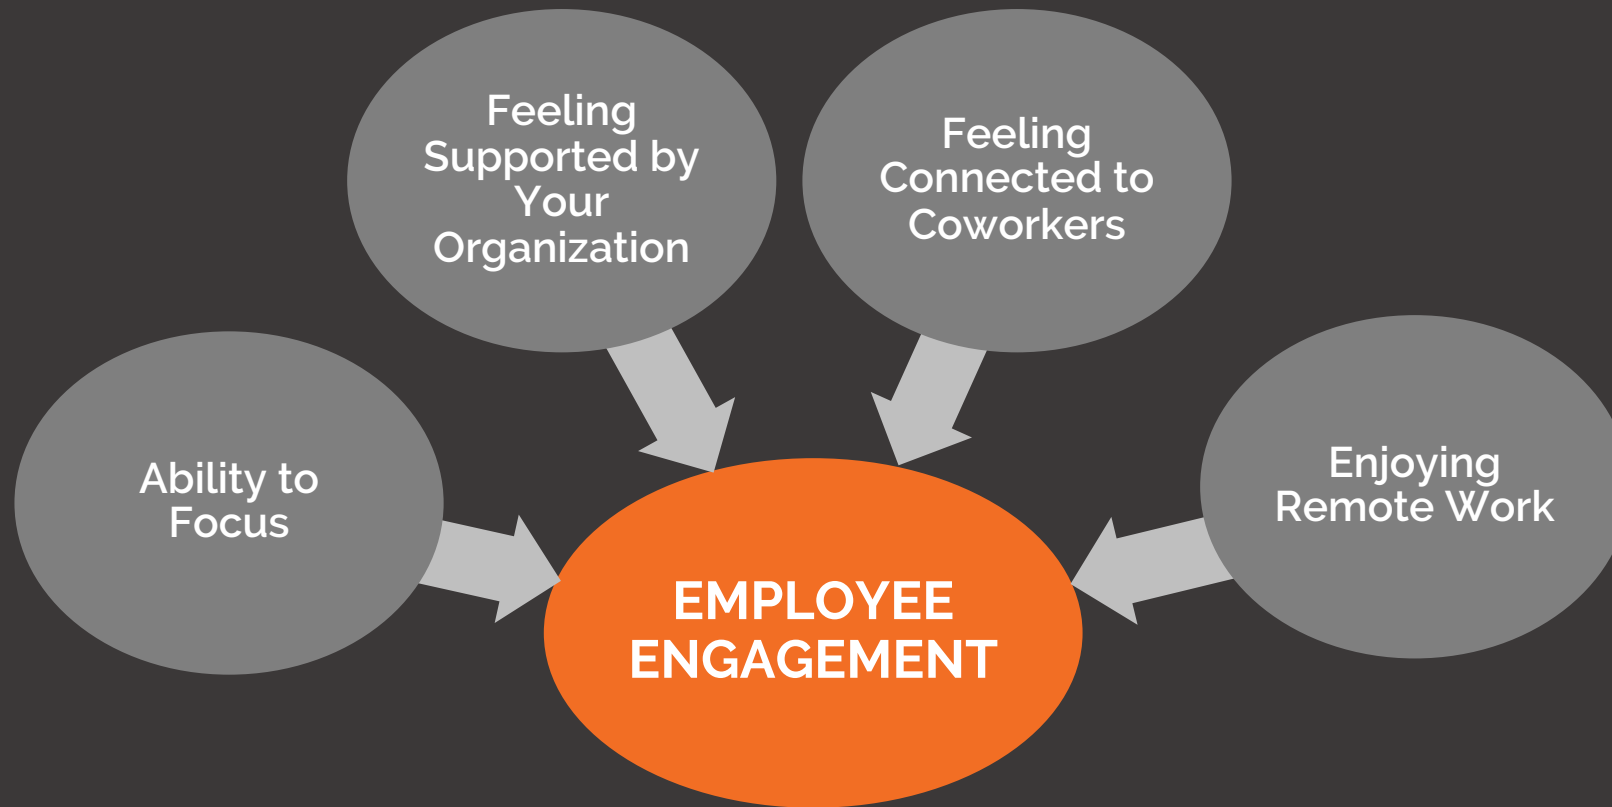 Feeling
Supported by
Your
Organization
Feeling
Connected to
Coworkers
Ability to
Focus
Enjoying
Remote Work
EMPLOYEE
ENGAGEMENT